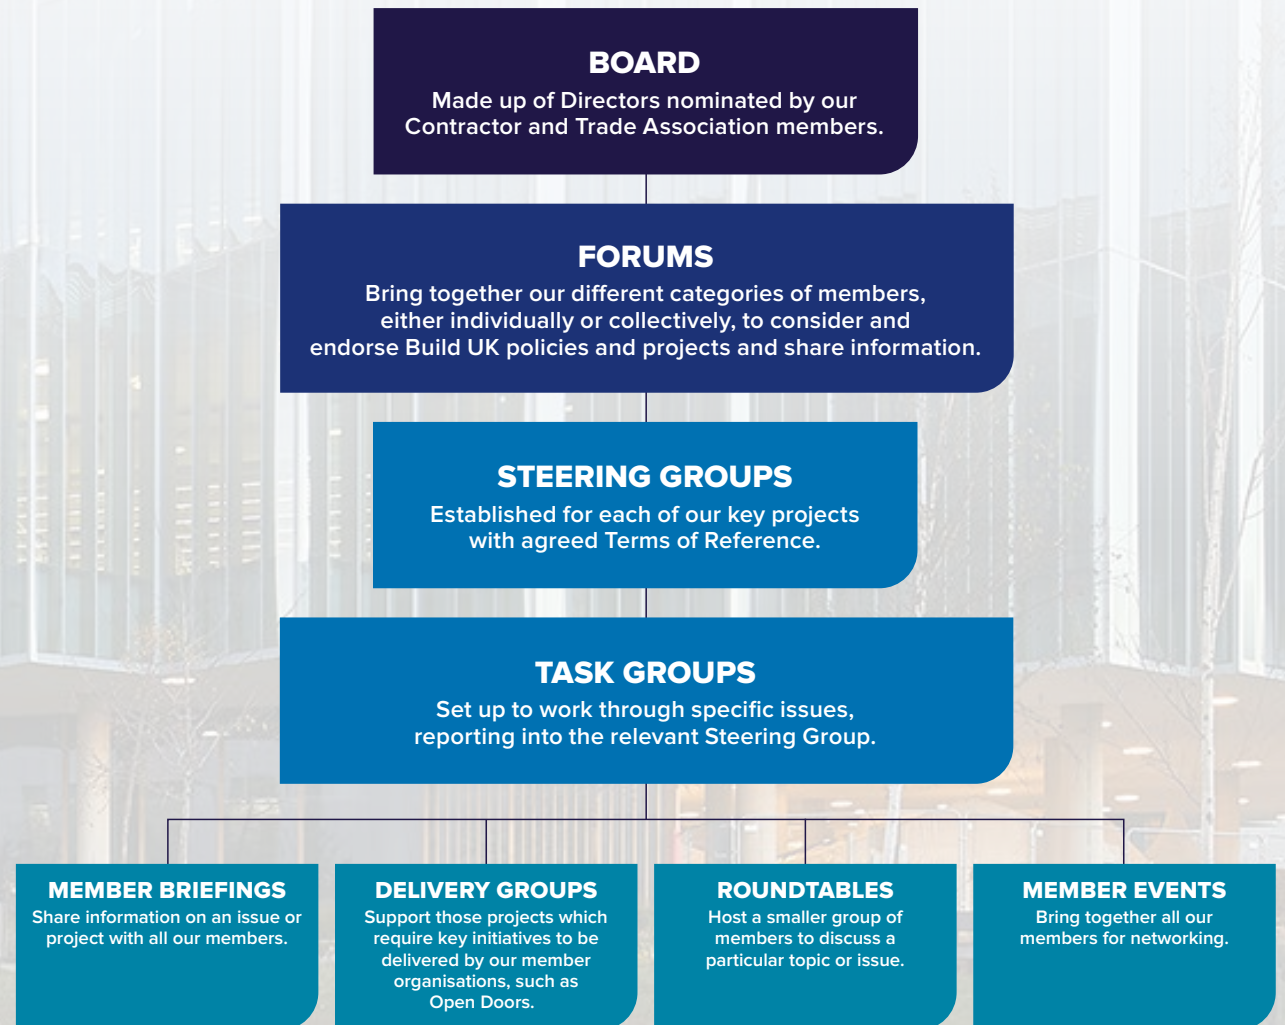 BOARD
Made up of Directors nominated by our
Contractor and Trade Association members.
FORUMS
Bring together our different categories of members,
either individually or collectively, to consider and
endorse Build UK policies and projects and share information.
STEERING GROUPS
Established for each of our key projects
with agreed Terms of Reference.
TASK GROUPS
Set up to work through specific issues,
reporting into the relevant Steering Group.
MEMBER BRIEFINGS
Share information on an issue or
project with all our members.
DELIVERY GROUPS
Support those projects which
require key initiatives to be
delivered by our member
organisations, such as
Open Doors.
ROUNDTABLES
Host a smaller group of
members to discuss a
particular topic or issue.
MEMBER EVENTS
Bring together all our
members for networking.